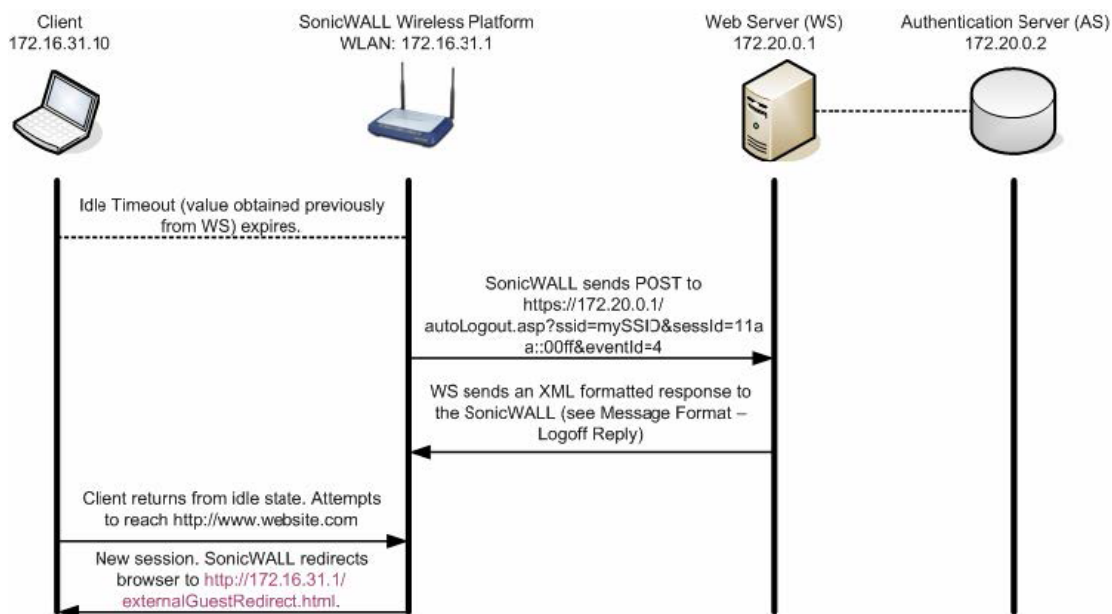 Client
172.16.31.10
SonicWALL Wireless Platform
WLAN: 172.16.31.1
Web Server (WS)
172.20.0.1
Authentication Server (AS)
172.20.0.2
Idle Timeout (value obtained previously
from WS) expires.
SonicWALL sends POST to
https://172.20.0.1/
autoLogout.asp?ssid=mySSID&sessId=11a
a::00ff&eventId=4
WS sends an XML formatted response to
the SonicWALL (see Message Format –
Logoff Reply)
Client returns from idle state. Attempts
to reach http://www.website.com
New session. SonicWALL redirects
browser to http://172.16.31.1/
externalGuestRedirect.html.